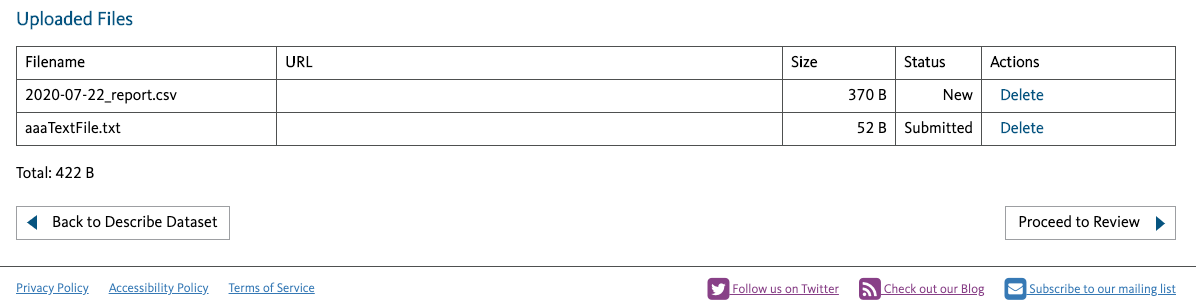 Uploaded Files
Filename URL Size Status Actions
2020-07-22_report.csv 370 B New Delete
aaaTextFile.txt 52 B Submitted Delete
Total: 422 B
Back to Describe Dataset Proceed to Review
Privacy Policy Accessibility Policy Terms of Service Follow us on Twitter Check out our Blog Subscribe to our mailing list